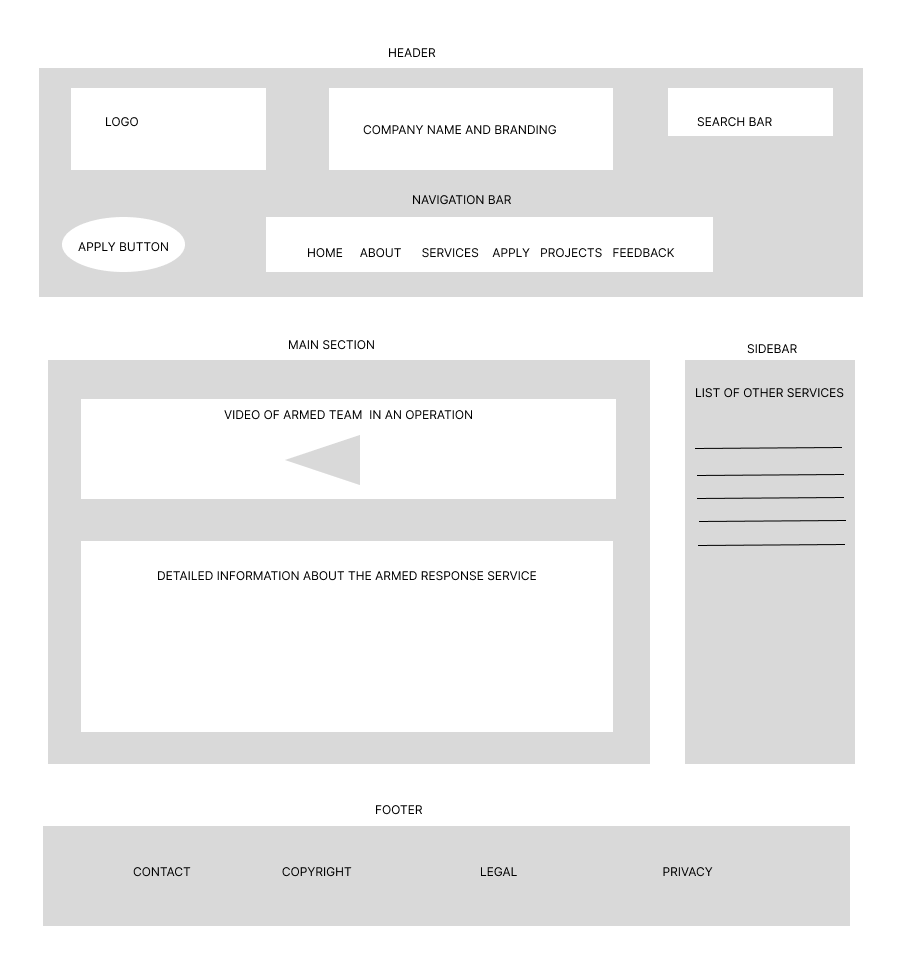 HEADER
LOGO
COMPANY NAME AND BRANDING
SEARCH BAR
NAVIGATION BAR
APPLY BUTTON
HOME ABOUT SERVICES APPLY PROJECTS FEEDBACK
MAIN SECTION
VIDEO OF ARMED TEAM IN AN OPERATION
DETAILED INFORMATION ABOUT THE ARMED RESPONSE SERVICE
SIDEBAR
LIST OF OTHER SERVICES
FOOTER
CONTACT COPYRIGHT LEGAL PRIVACY